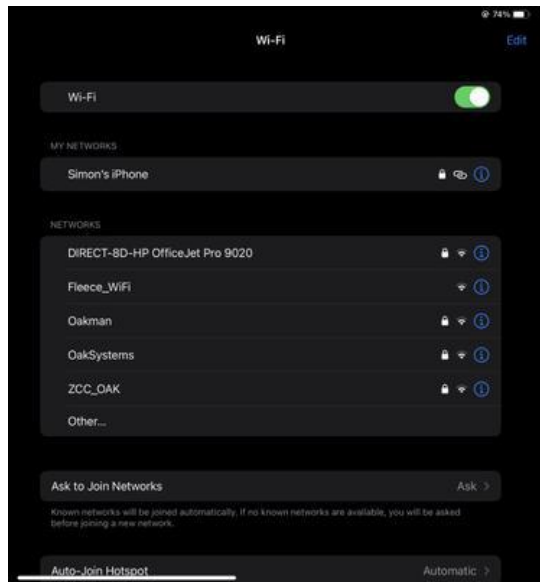 74%
Wi-Fi
Edit
Wi-Fi
MY NETWORKS
Simon's iPhone
NETWORKS
DIRECT-8D-HP OfficeJet Pro 9020
Fleece_WiFi
Oakman
OakSystems
ZCC_OAK
Other...
Ask to Join Networks Ask
Known networks will be joined automatically. If no known networks are available, you will be asked
before joining a new network.
Auto-Join Hotspot Automatic